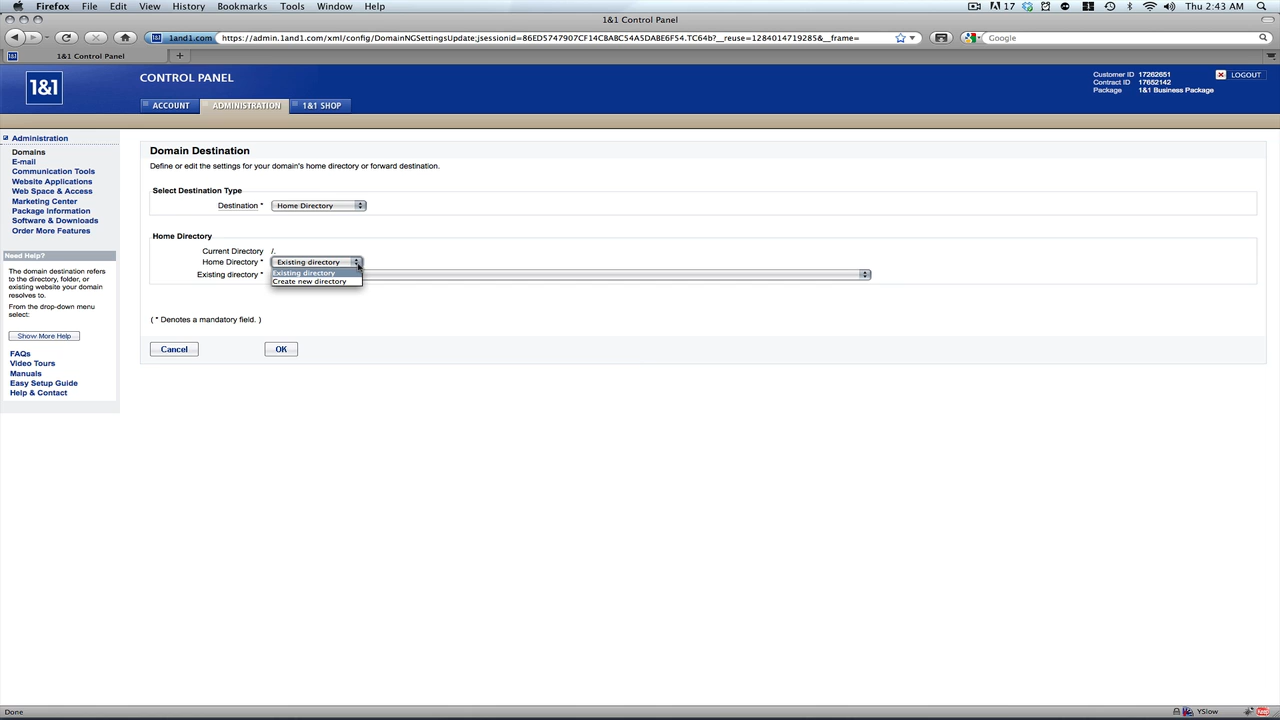 Firefox File Edit View History Bookmarks Tools Window Help
17 Thu 2:43 AM
1&1 Control Panel
1and1.com https://admin.1and1.com/xml/config/DomainNGSettingsUpdate;jsessionid=86ED5747907CF14CBABC54A5DABE6F54.TC64b?__reuse=1284014719285&__frame=
Google
1&1 Control Panel
1&1
CONTROL PANEL
Customer ID 17262651
Contract ID 17652142
Package 1&1 Business Package
LOGOUT
ACCOUNT ADMINISTRATION 1&1 SHOP
Administration
Domains
E-mail
Communication Tools
Website Applications
Web Space & Access
Marketing Center
Package Information
Software & Downloads
Order More Features
Need Help?
The domain destination refers
to the directory, folder, or
existing website your domain
resolves to.
From the drop-down menu
select:
Show More Help
FAQs
Video Tours
Manuals
Easy Setup Guide
Help & Contact
Domain Destination
Define or edit the settings for your domain's home directory or forward destination.
Select Destination Type
Destination * Home Directory
Home Directory
Current Directory /.
Home Directory * Existing directory
Existing directory *
Existing directory
Create new directory
( * Denotes a mandatory field. )
Cancel OK
Done
YSlow